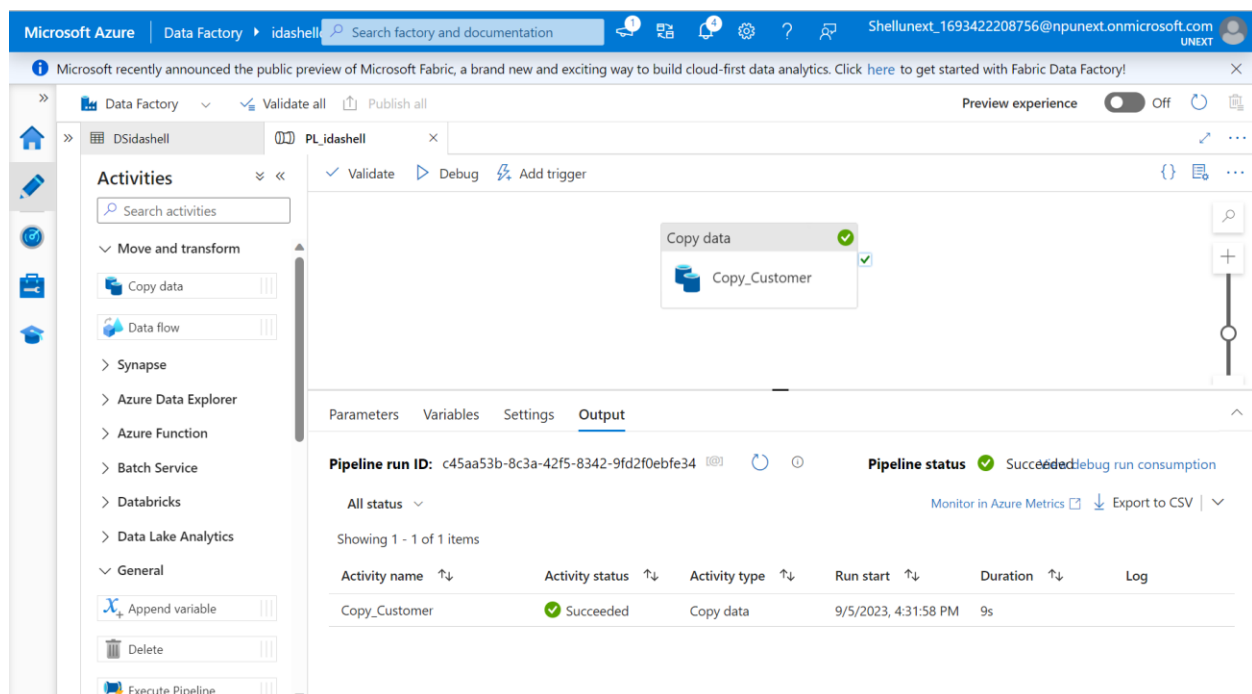 Microsoft Azure Data Factory idashell Search factory and documentation 1 4 Shellunext_1693422208756@npunext.onmicrosoft.com
UNEXT
Microsoft recently announced the public preview of Microsoft Fabric, a brand new and exciting way to build cloud-first data analytics. Click here to get started with Fabric Data Factory!
Data Factory Validate all Publish all Preview experience Off
DSidashell PL_idashell
Activities
Search activities
Move and transform
Copy data
Data flow
Synapse
Azure Data Explorer
Azure Function
Batch Service
Databricks
Data Lake Analytics
General
Append variable
Delete
Execute Pipeline
Validate Debug Add trigger {}
Copy data
Copy_Customer
Parameters Variables Settings Output
Pipeline run ID: c45aa53b-8c3a-42f5-8342-9fd2f0ebfe34 [@] Pipeline status Succeeded View debug run consumption
All status Monitor in Azure Metrics Export to CSV
Showing 1 - 1 of 1 items
Activity name Activity status Activity type Run start Duration Log
Copy_Customer Succeeded Copy data 9/5/2023, 4:31:58 PM 9s